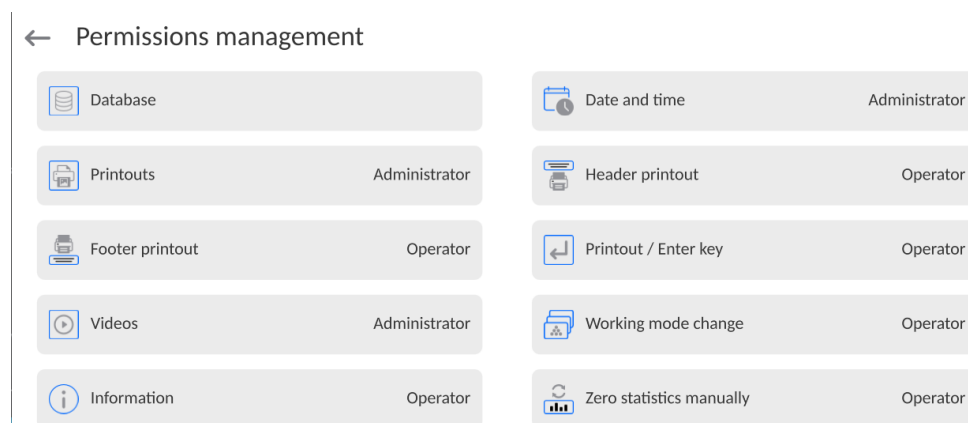 Permissions management
Database
Date and time Administrator
Printouts Administrator
Header printout Operator
Footer printout Operator
Printout / Enter key Operator
Videos Administrator
Working mode change Operator
Information Operator
Zero statistics manually Operator